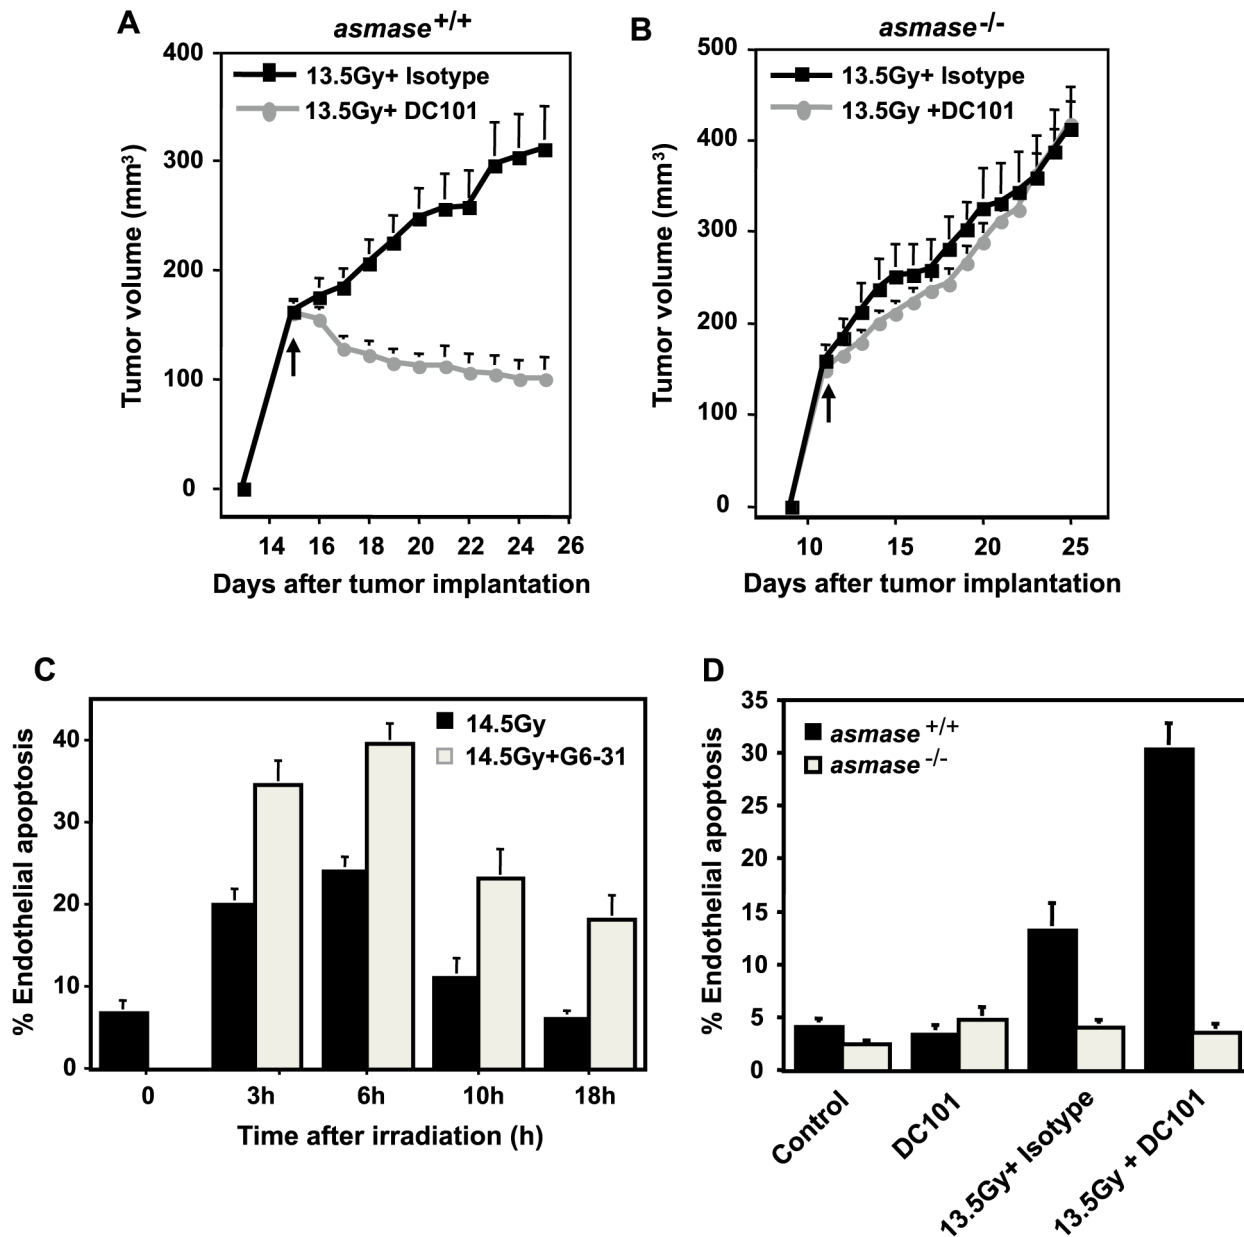 A
asmase+/+
400
300
200
100
0
13.5Gy+ Isotype
13.5Gy+ DC101
Tumor volume (mm3)
14 16 18 20 22 24 26
Days after tumor implantation
B
asmase-/-
500
400
300
200
100
0
13.5Gy+ Isotype
13.5Gy +DC101
Tumor volume (mm3)
10 15 20 25
Days after tumor implantation
C
40
30
20
10
0
14.5Gy
14.5Gy+G6-31
% Endothelial apoptosis
0 3h 6h 10h 18h
Time after irradiation (h)
D
35
30
25
20
15
10
5
0
asmase +/+
asmase -/-
% Endothelial apoptosis
Control
DC101
13.5Gy+ Isotype
13.5Gy + DC101